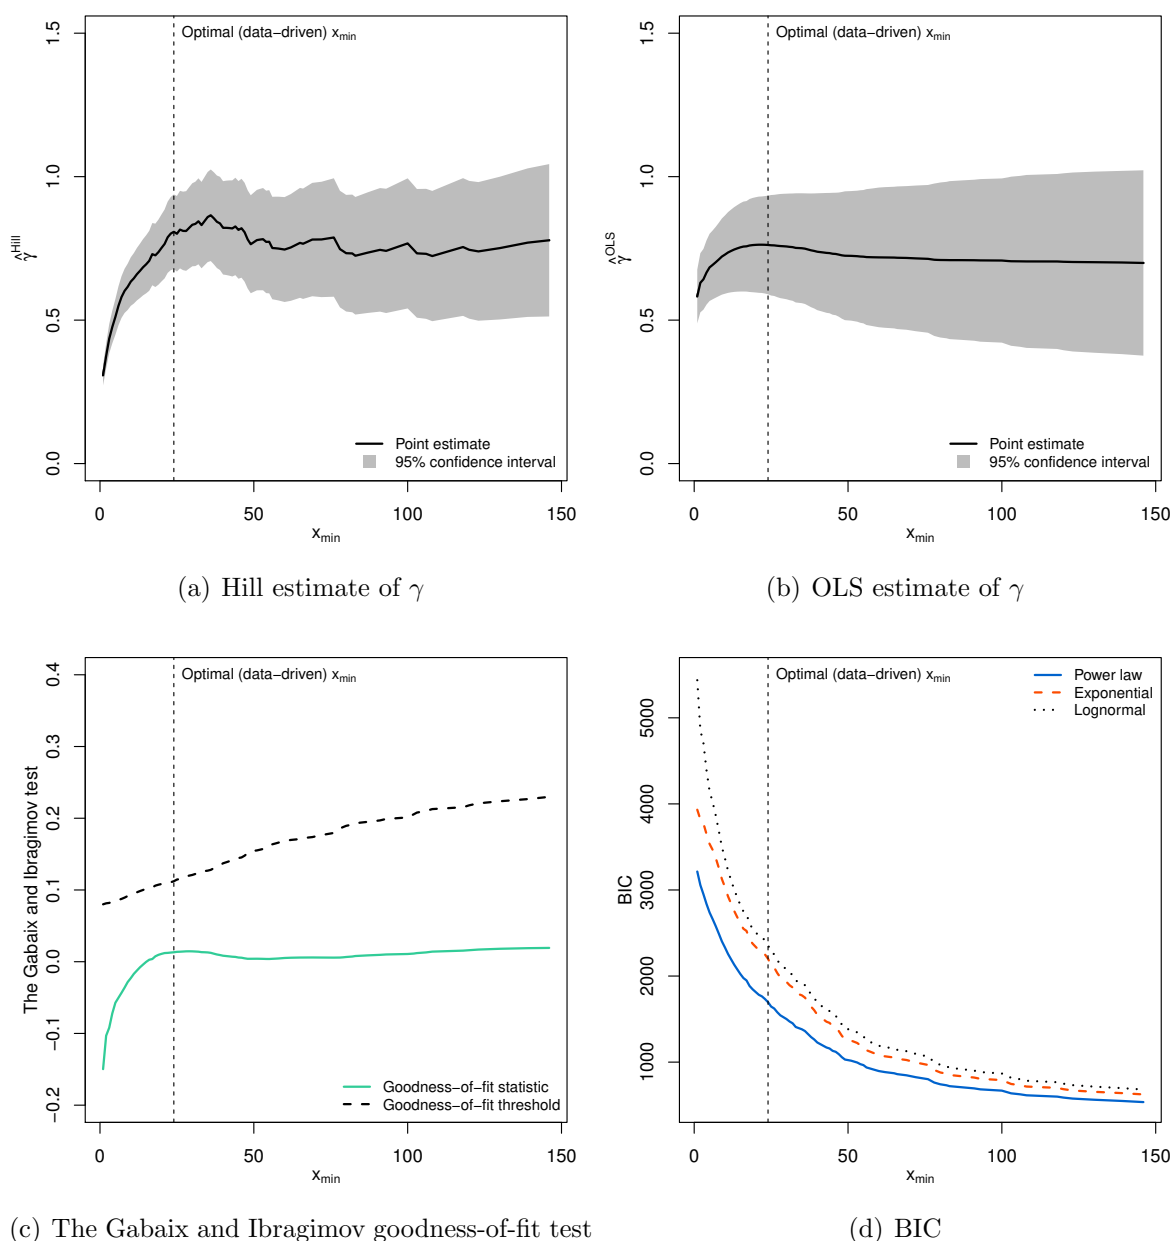 Optimal (data−driven) xmin
1.5
1.0
0.5
0.0
γ̂Hill
Point estimate
95% confidence interval
0 50 100 150
xmin
(a) Hill estimate of γ
Optimal (data−driven) xmin
1.5
1.0
0.5
0.0
γ̂OLS
Point estimate
95% confidence interval
0 50 100 150
xmin
(b) OLS estimate of γ
Optimal (data−driven) xmin
0.4
0.3
0.2
0.1
0.0
−0.1
−0.2
The Gabaix and Ibragimov test
Goodness−of−fit statistic
Goodness−of−fit threshold
0 50 100 150
xmin
(c) The Gabaix and Ibragimov goodness-of-fit test
Optimal (data−driven) xmin
Power law
Exponential
Lognormal
5000
4000
3000
2000
1000
BIC
0 50 100 150
xmin
(d) BIC